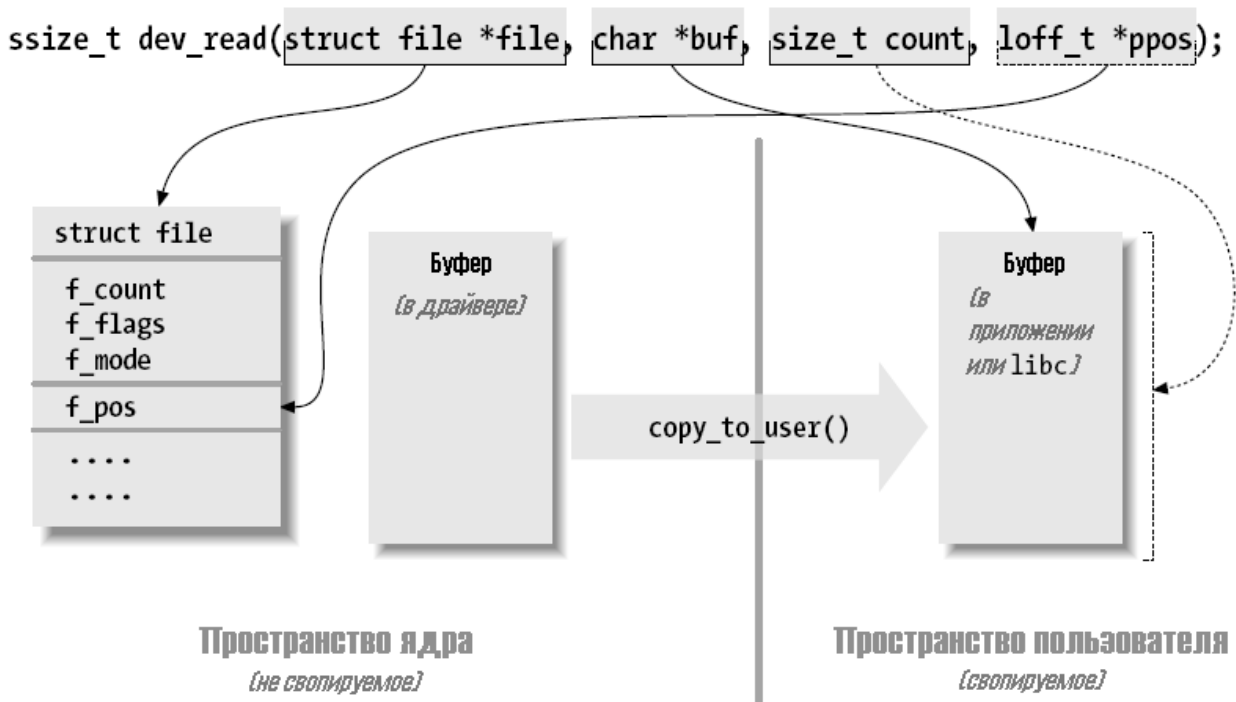 ssize_t dev_read(struct file *file, char *buf, size_t count, loff_t *ppos);
struct file
f_count
f_flags
f_mode
f_pos
....
....
Буфер
(в драйвере)
copy_to_user()
Буфер
(в
приложении
или libc)
Пространство ядра
(не свопируемое)
Пространство пользователя
(свопируемое)